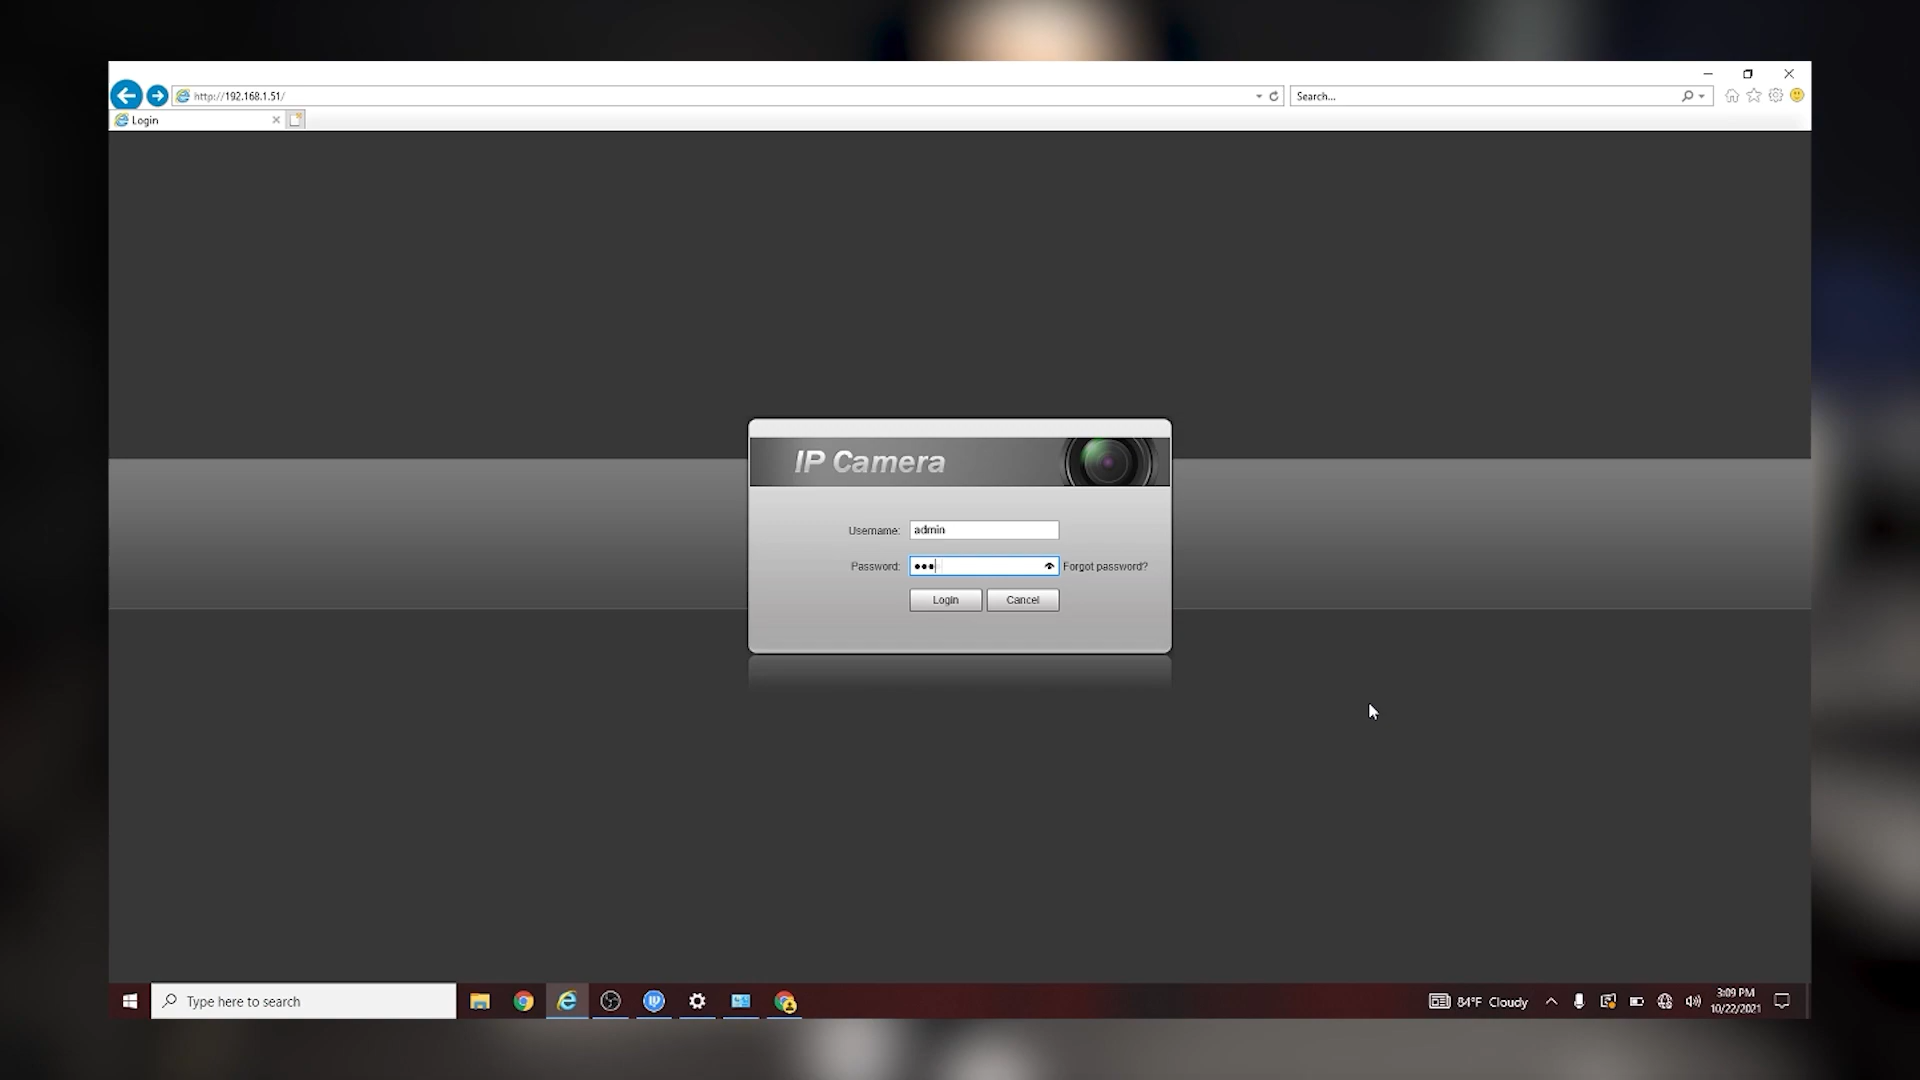 http://192.168.1.51/
Search...
Login
IP Camera
Username: admin
Password: Forgot password?
Login Cancel
Type here to search
84°F Cloudy
3:09 PM
10/22/2021